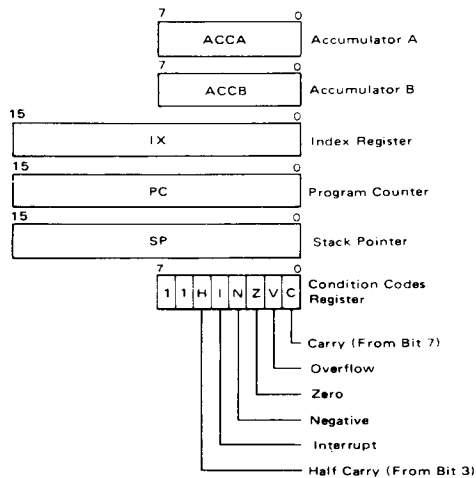 7 0
ACCA Accumulator A
7 0
ACCB Accumulator B
15 0
IX Index Register
15 0
PC Program Counter
15 0
SP Stack Pointer
7 0
1 1 H I N Z V C Condition Codes
Register
Carry (From Bit 7)
Overflow
Zero
Negative
Interrupt
Half Carry (From Bit 3)